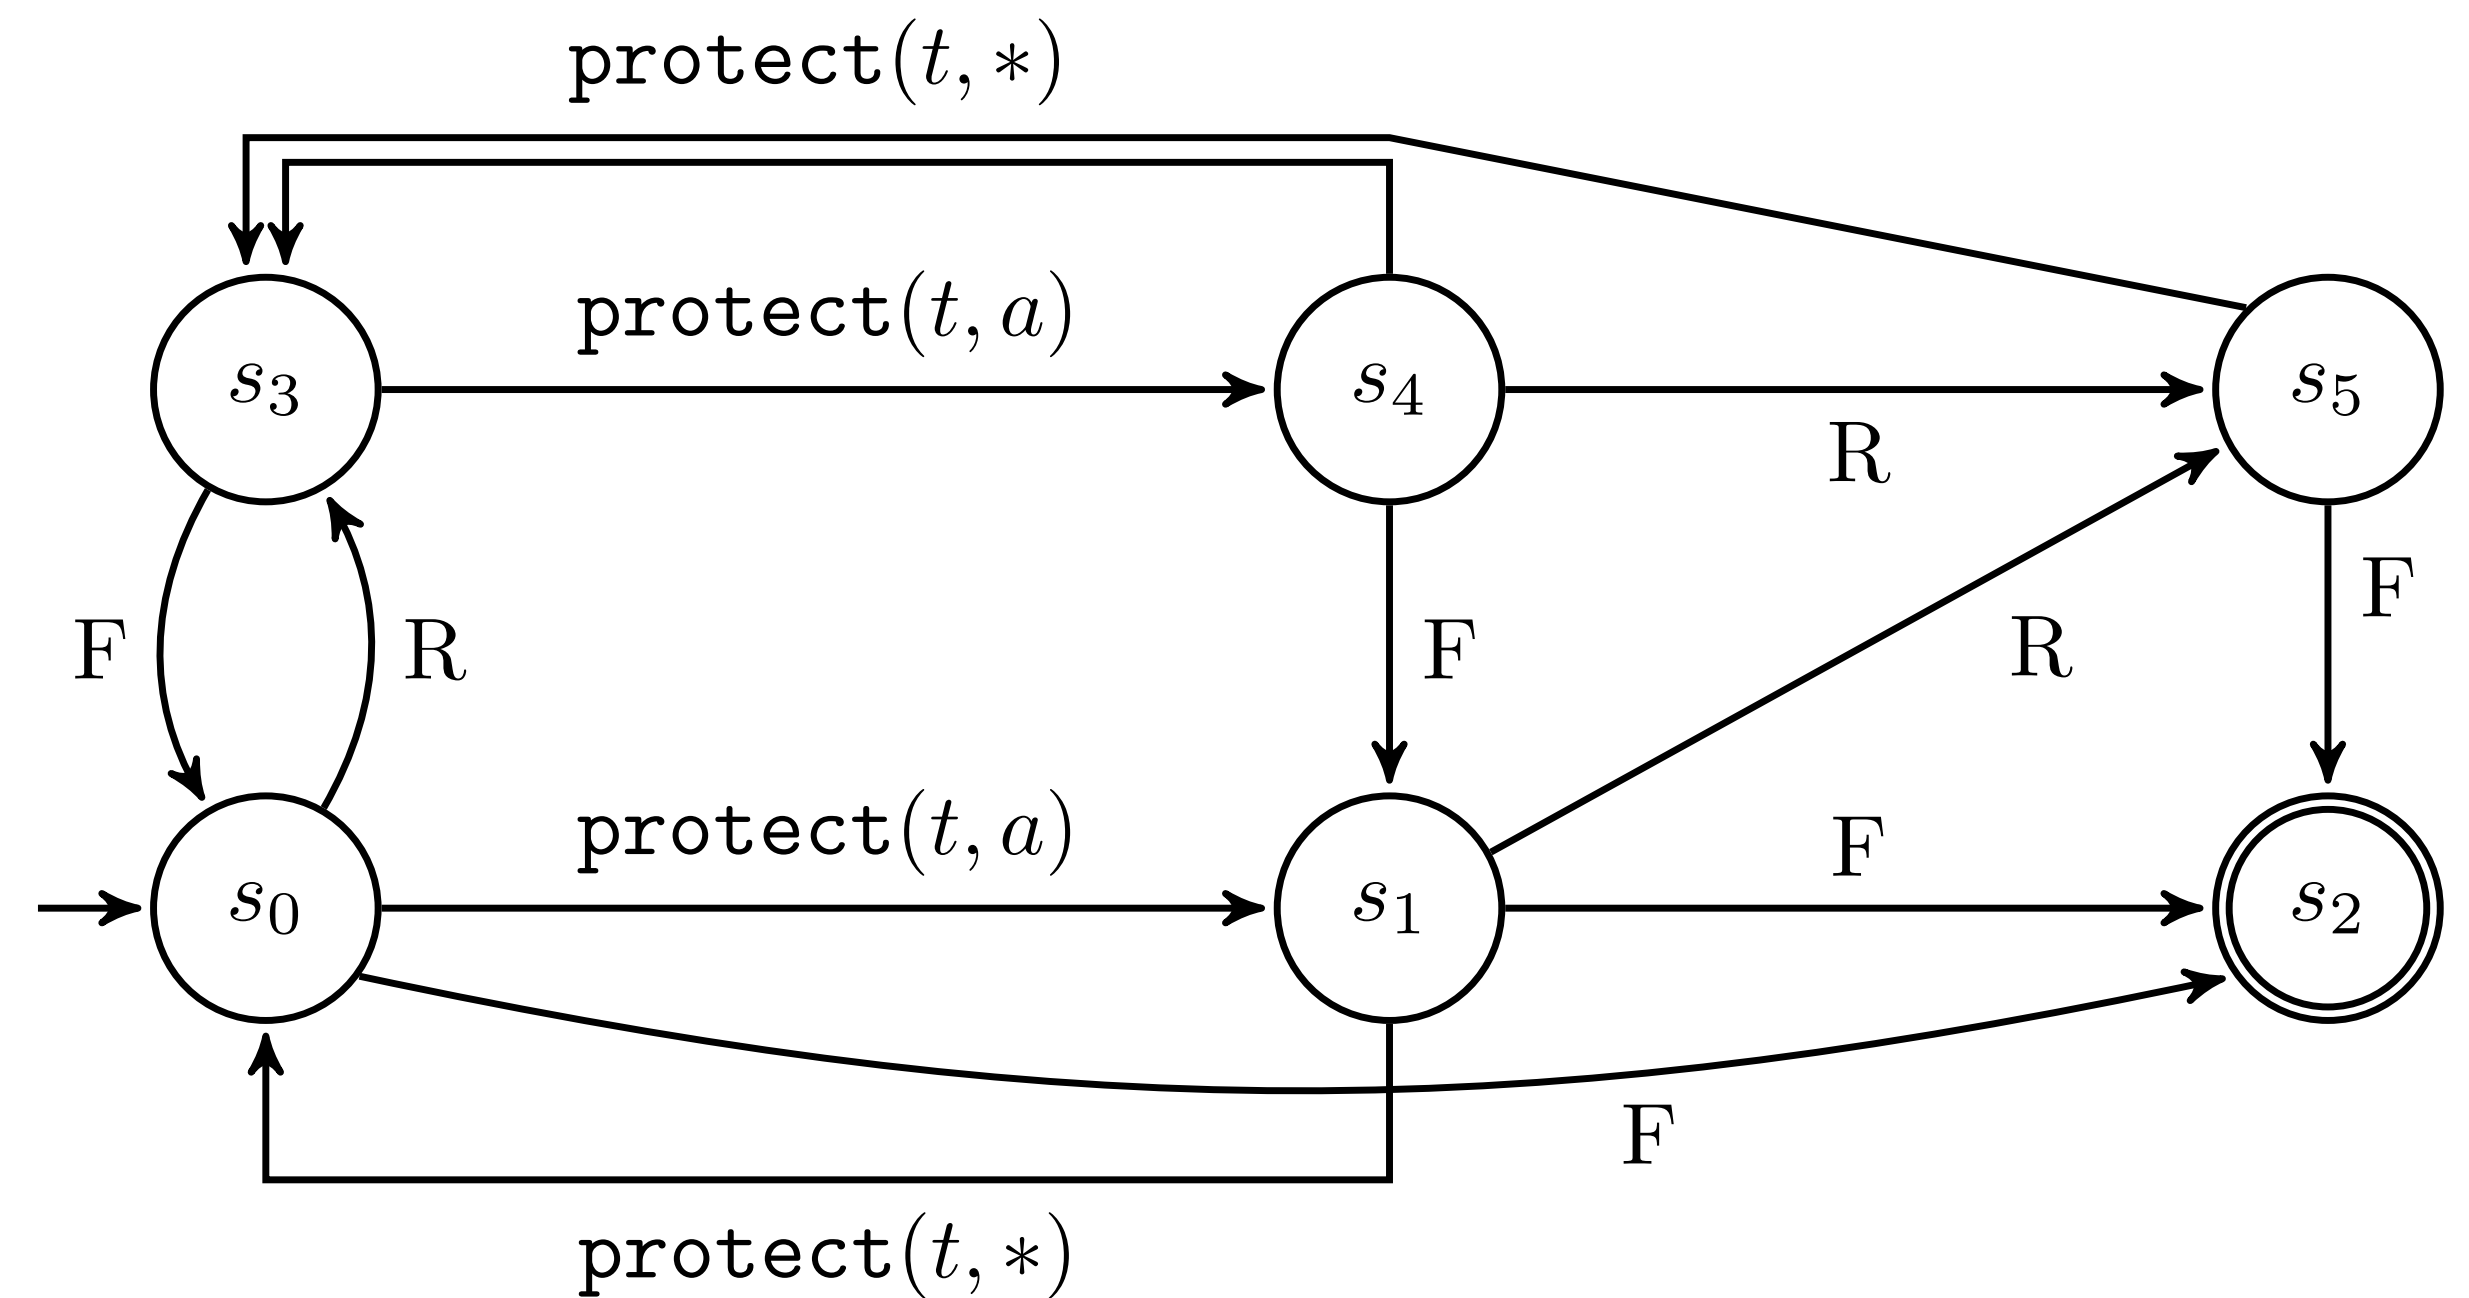 protect(t, *)
protect(t, a)
s3
s4
s5
R
F
R
F
R
F
protect(t, a)
F
s0
s1
s2
F
protect(t, *)